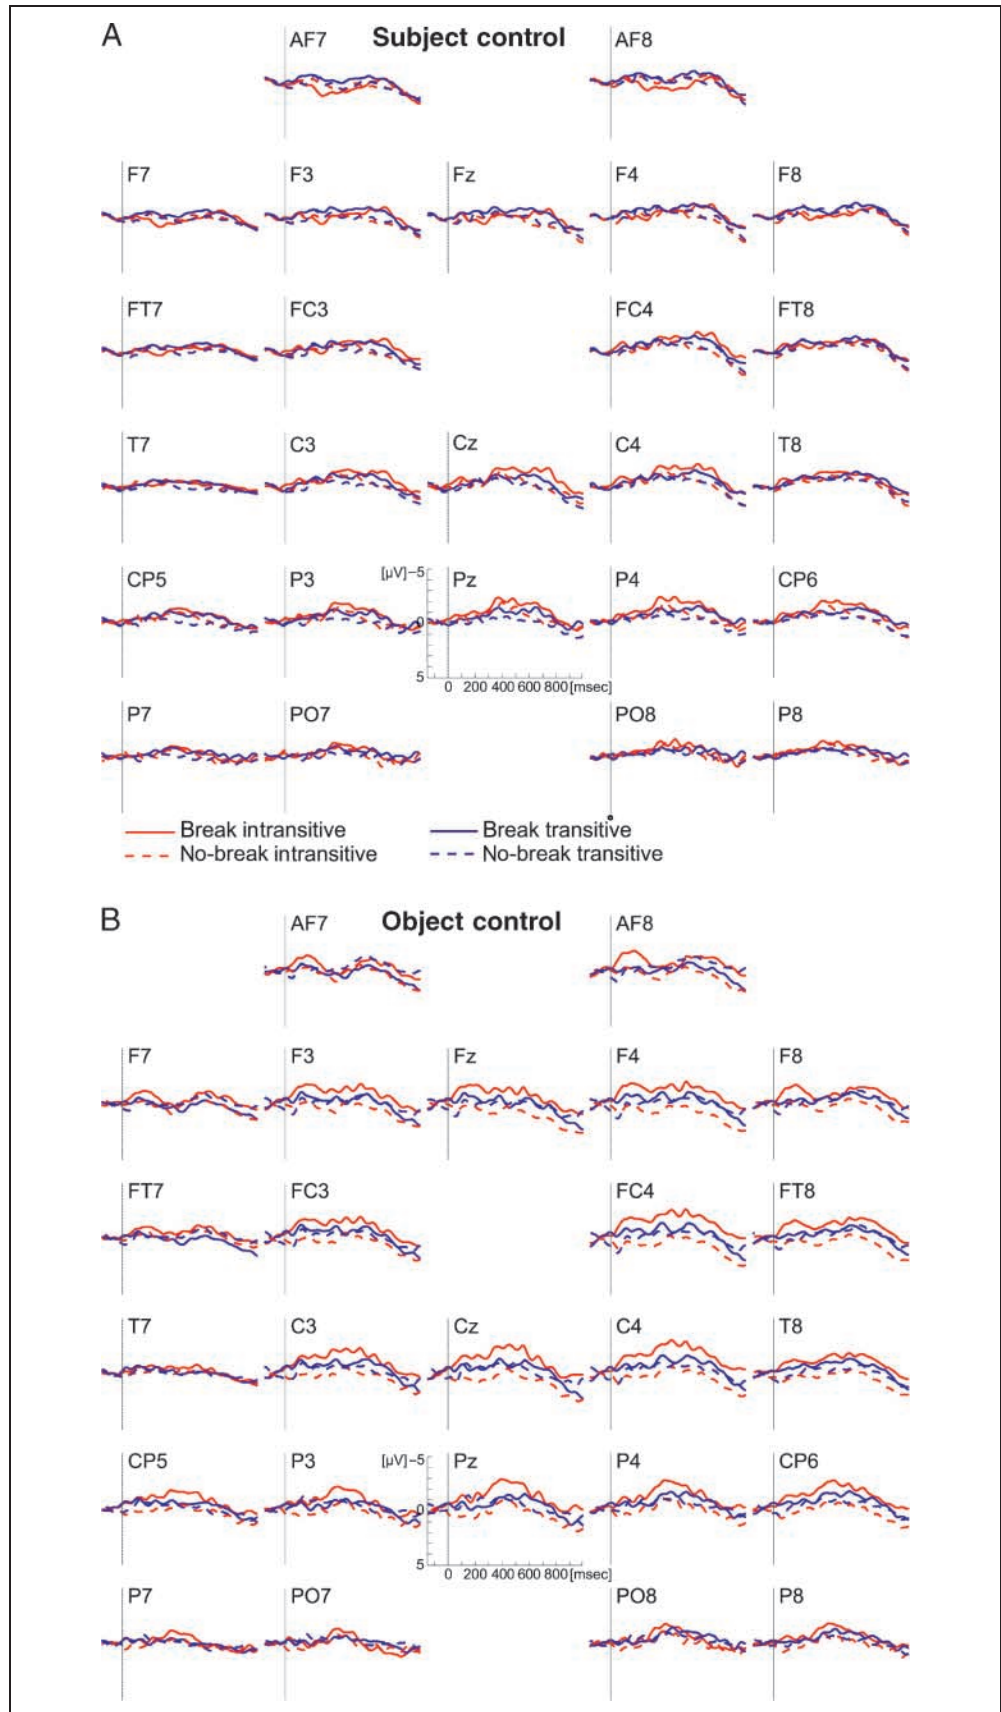 A Subject control
AF7 AF8
F7 F3 Fz F4 F8
FT7 FC3 FC4 FT8
T7 C3 Cz C4 T8
CP5 P3 [µV]−5 Pz P4 CP6
0
5
0 200 400 600 800 [msec]
P7 PO7 PO8 P8
Break intransitive Break transitive
No-break intransitive No-break transitive
B Object control
AF7 AF8
F7 F3 Fz F4 F8
FT7 FC3 FC4 FT8
T7 C3 Cz C4 T8
CP5 P3 [µV]−5 Pz P4 CP6
0
5
0 200 400 600 800 [msec]
P7 PO7 PO8 P8